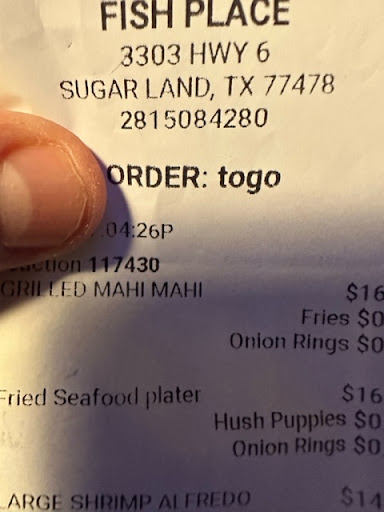 FISH PLACE
3303 HWY 6
SUGAR LAND, TX 77478
2815084280
ORDER: togo
:04:26P
117430
GRILLED MAHI MAHI $16
Fries $0
Onion Rings $0
Fried Seafood plater $16
Hush Puppies $0
Onion Rings $0
LARGE SHRIMP ALFREDO $14